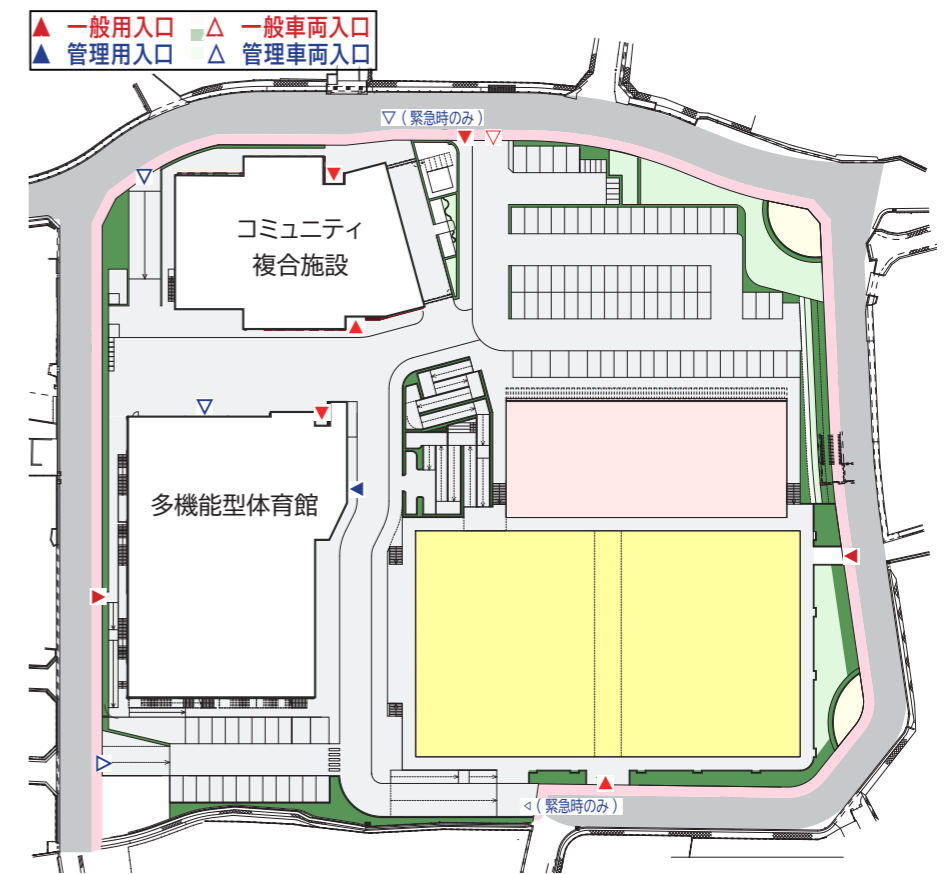 ▲ 一般用入口 △ 一般車両入口
▲ 管理用入口 △ 管理車両入口
▽(緊急時のみ)
コミュニティ
複合施設
多機能型体育館
◁(緊急時のみ)